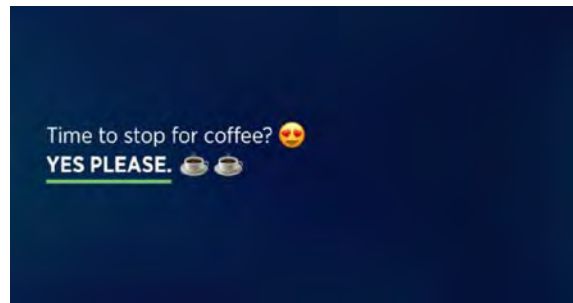 Time to stop for coffee? 😍
YES PLEASE. ☕ ☕